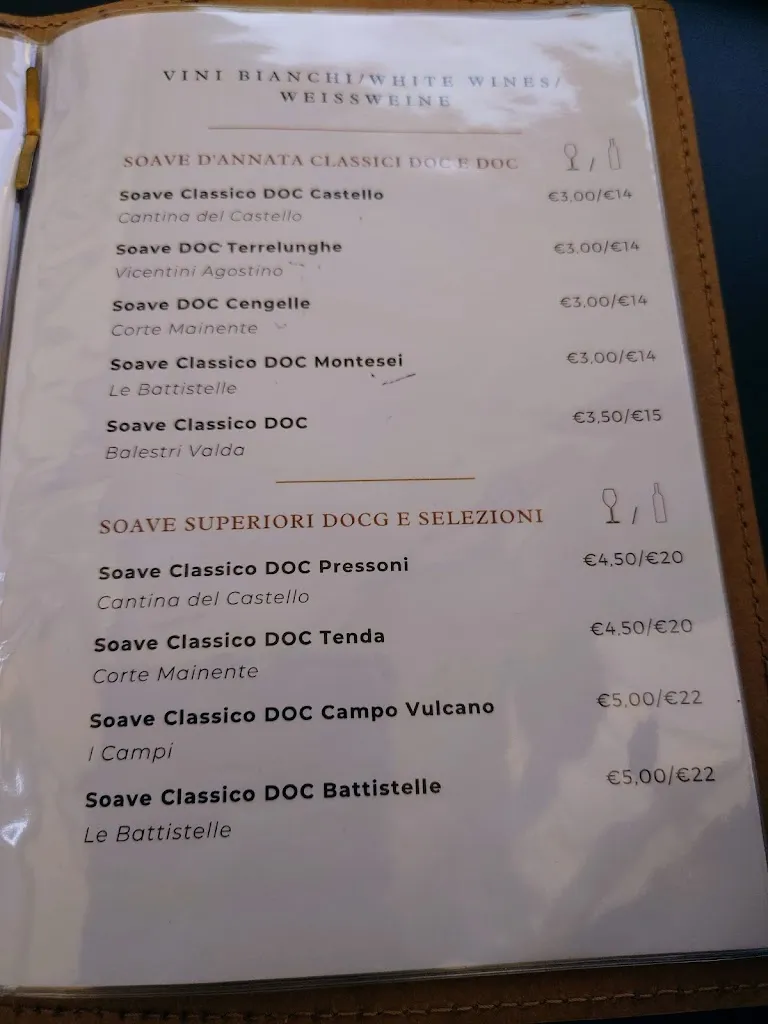 VINI BIANCHI/WHITE WINES/
WEISSWEINE
SOAVE D'ANNATA CLASSICI DOC E DOC /
Soave Classico DOC Castello €3,00/€14
Cantina del Castello
Soave DOC Terrelunghe €3,00/€14
Vicentini Agostino
Soave DOC Cengelle €3,00/€14
Corte Mainente
Soave Classico DOC Montesei €3,00/€14
Le Battistelle
Soave Classico DOC €3,50/€15
Balestri Valda
SOAVE SUPERIORI DOCG E SELEZIONI /
Soave Classico DOC Pressoni €4,50/€20
Cantina del Castello
Soave Classico DOC Tenda €4,50/€20
Corte Mainente
Soave Classico DOC Campo Vulcano €5,00/€22
I Campi
Soave Classico DOC Battistelle €5,00/€22
Le Battistelle